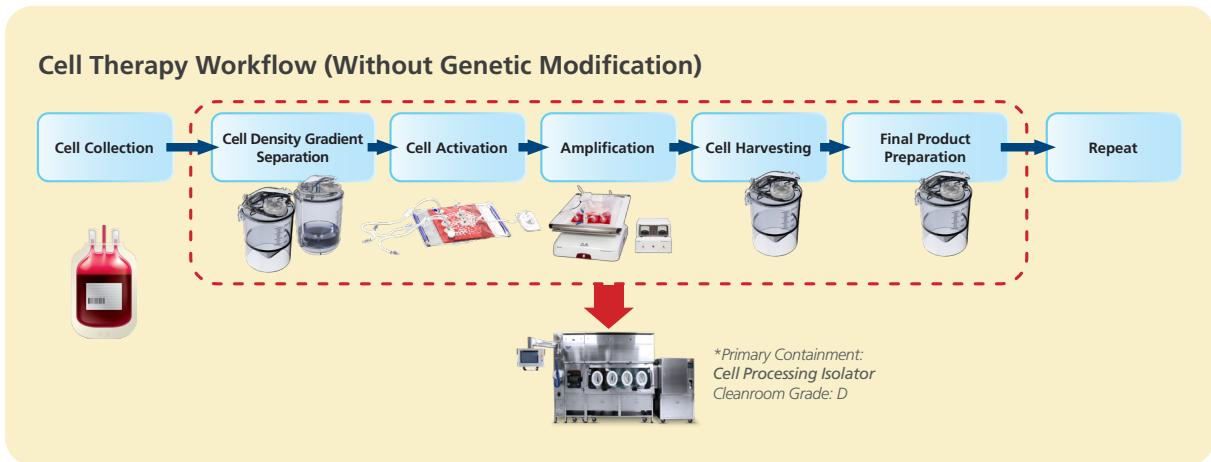 Cell Therapy Workflow (Without Genetic Modification)
Cell Collection
Cell Density Gradient
Separation
Cell Activation
Amplification
Cell Harvesting
Final Product
Preparation
Repeat
*Primary Containment:
Cell Processing Isolator
Cleanroom Grade: D